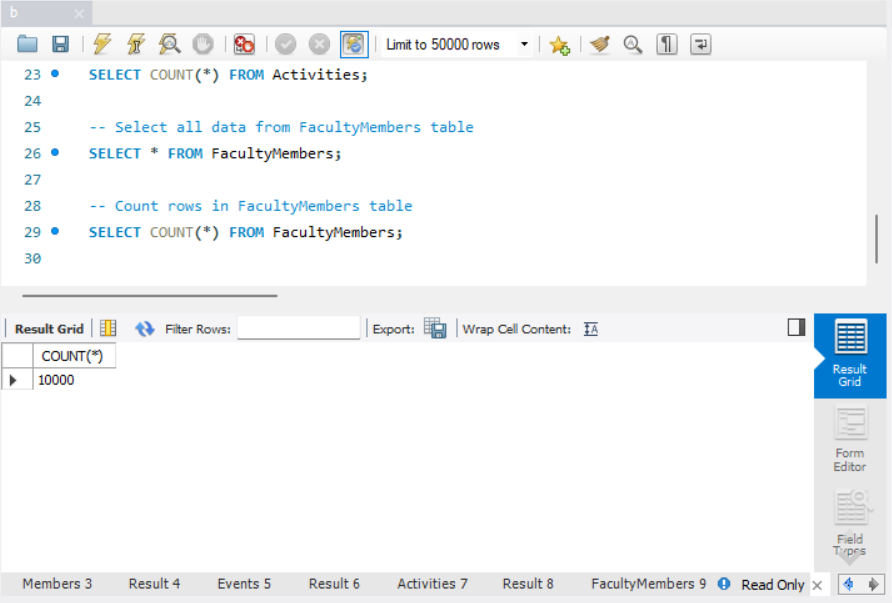 b
Limit to 50000 rows
23 SELECT COUNT(*) FROM Activities;
24
25 -- Select all data from FacultyMembers table
26 SELECT * FROM FacultyMembers;
27
28 -- Count rows in FacultyMembers table
29 SELECT COUNT(*) FROM FacultyMembers;
30
Result Grid Filter Rows: Export: Wrap Cell Content: IA
COUNT(*)
10000
Result
Grid
Form
Editor
Field
Types
Members 3 Result 4 Events 5 Result 6 Activities 7 Result 8 FacultyMembers 9 Read Only